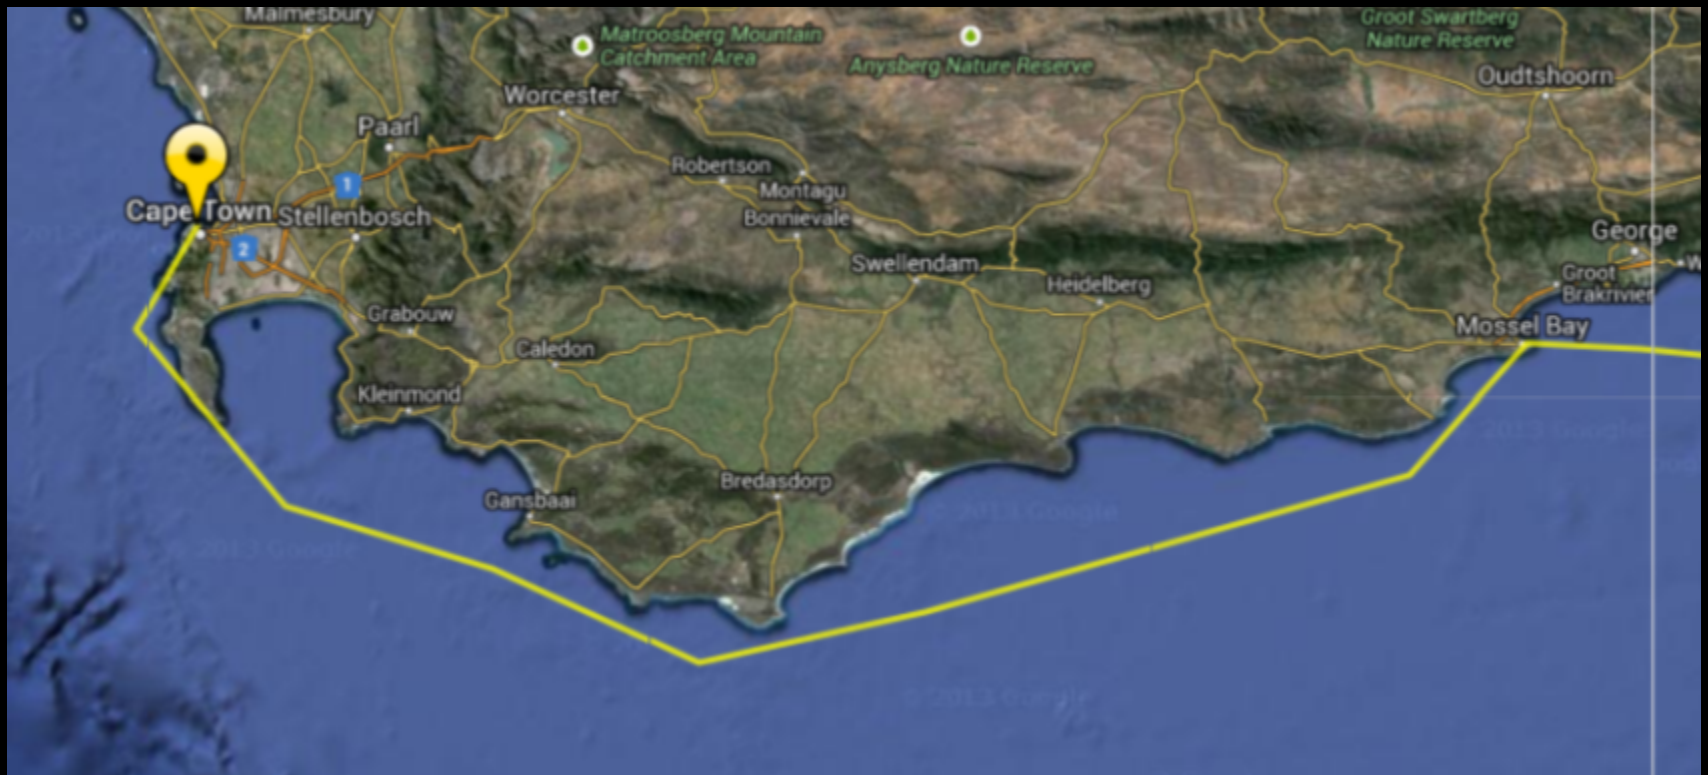 Malmesbury
Groot Swartberg
Nature Reserve
Matroosberg Mountain
Catchment Area
Anysberg Nature Reserve
Oudtshoorn
Worcester
Paarl
Robertson
1
Montagu
Cape Town
Stellenbosch
Bonnievale
2
George
W
Swellendam
Heidelberg
Groot
Brakrivier
Grabouw
Mossel Bay
Caledon
Kleinmond
2013 Google
Bredasdorp
Gansbaai
© 2013 Google
© 2013 Google
© 2013 Google